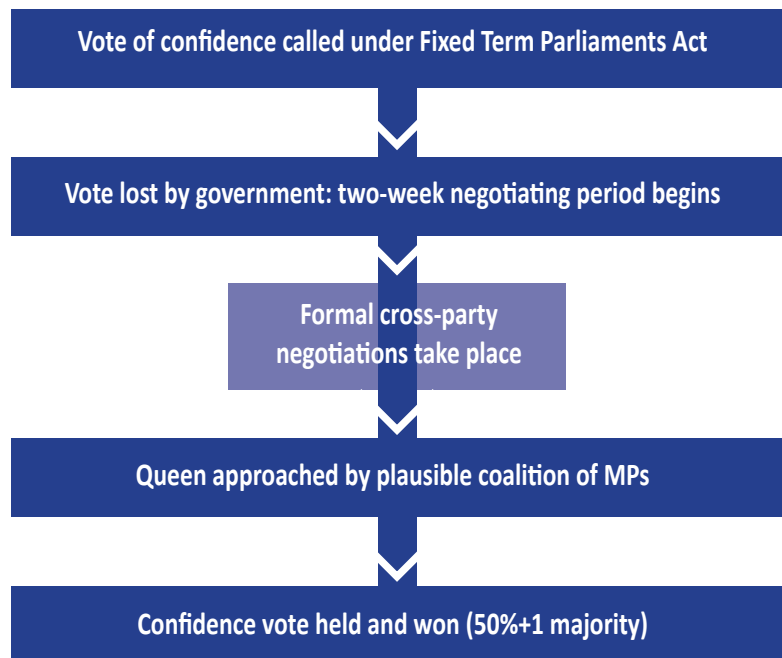 Vote of confidence called under Fixed Term Parliaments Act
Vote lost by government: two-week negotiating period begins
Formal cross-party
negotiations take place
Queen approached by plausible coalition of MPs
Confidence vote held and won (50%+1 majority)